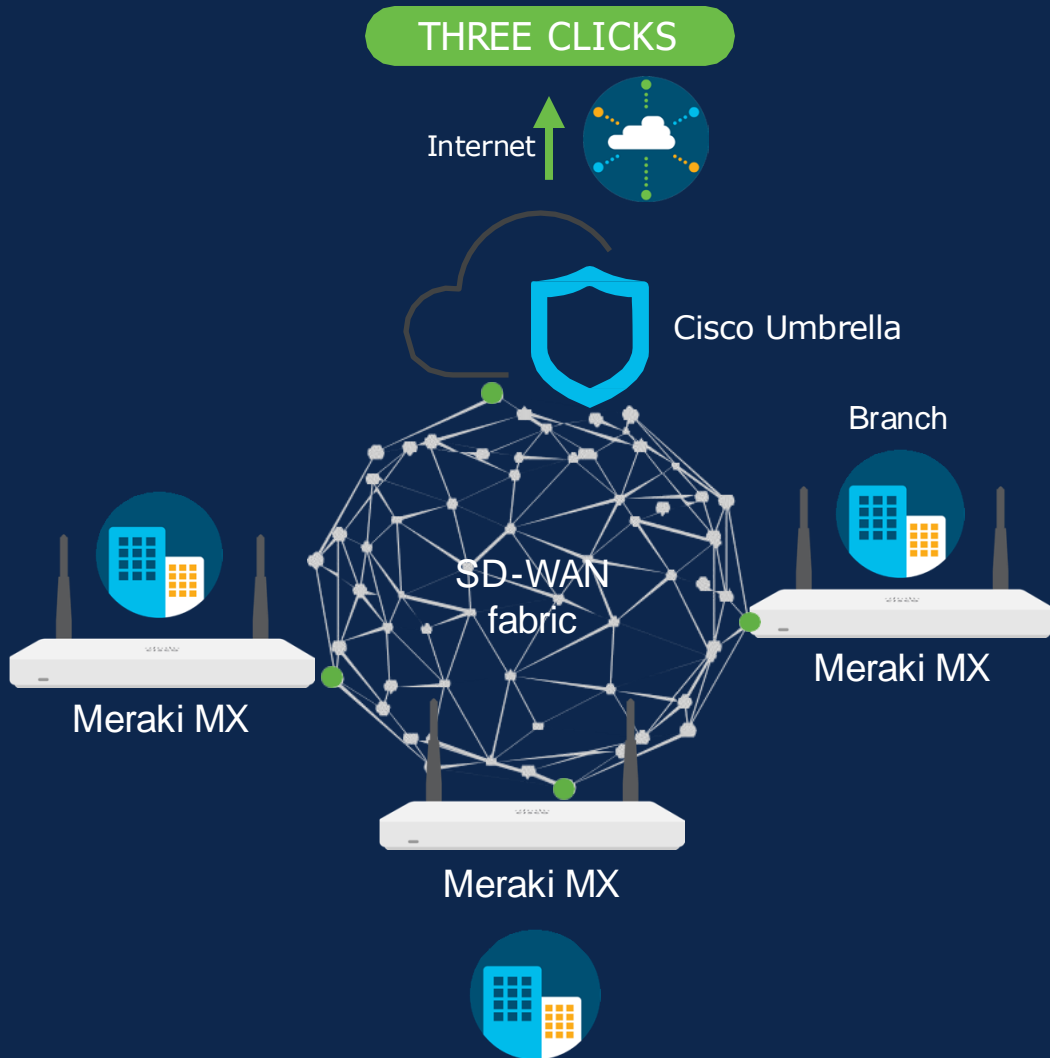 THREE CLICKS
Internet
Cisco Umbrella
Branch
SD-WAN
fabric
Meraki MX
Meraki MX
Meraki MX